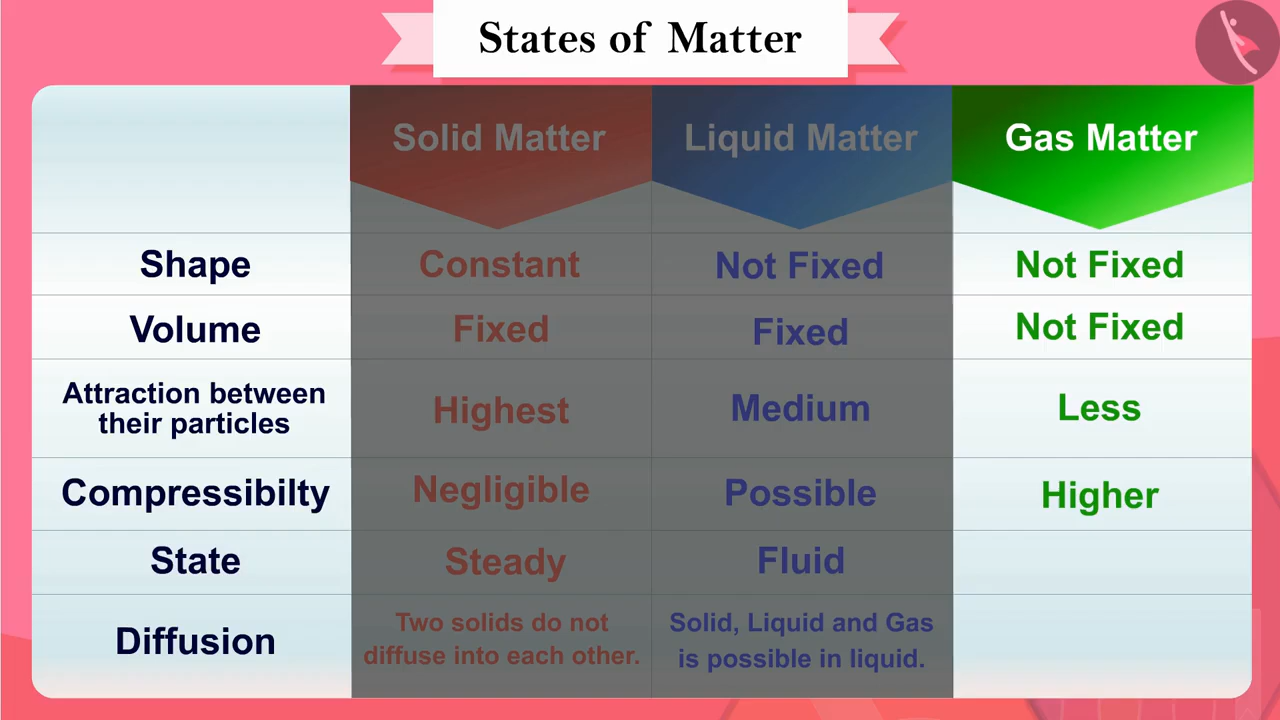 States of Matter
Solid Matter Liquid Matter Gas Matter
Shape Constant Not Fixed Not Fixed
Volume Fixed Fixed Not Fixed
Attraction between
their particles Highest Medium Less
Compressibilty Negligible Possible Higher
State Steady Fluid
Diffusion Two solids do not
diffuse into each other. Solid, Liquid and Gas
is possible in liquid.